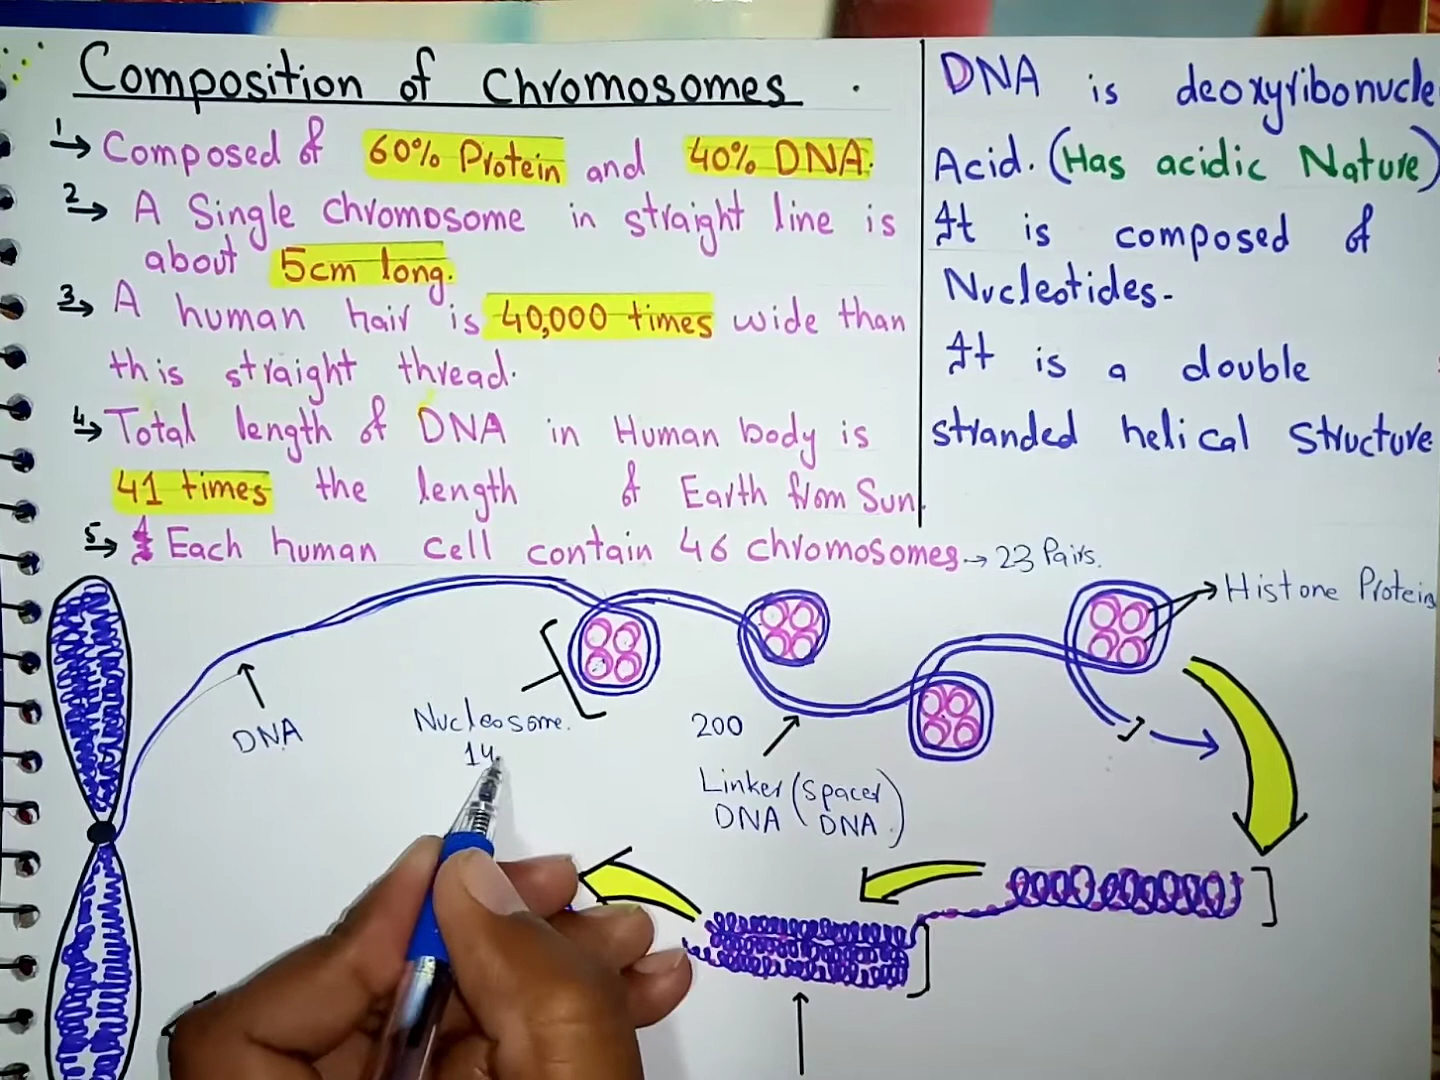 Composition of Chromosomes.
1→ Composed of 60% Protein and 40% DNA.
2→ A single chromosome in straight line is
about 5cm long.
3→ A human hair is 40,000 times wide than
this straight thread.
4→ Total length of DNA in Human body is
41 times the length of Earth from Sun.
5→ Each human cell contain 46 chromosomes → 23 Pairs.
DNA is deoxyribonucle
Acid. (Has acidic Nature)
It is composed of
Nucleotides.
It is a double
stranded helical structure
Histone Proteins
DNA
Nucleosome.
14
200
Linker (Spacer
DNA DNA)